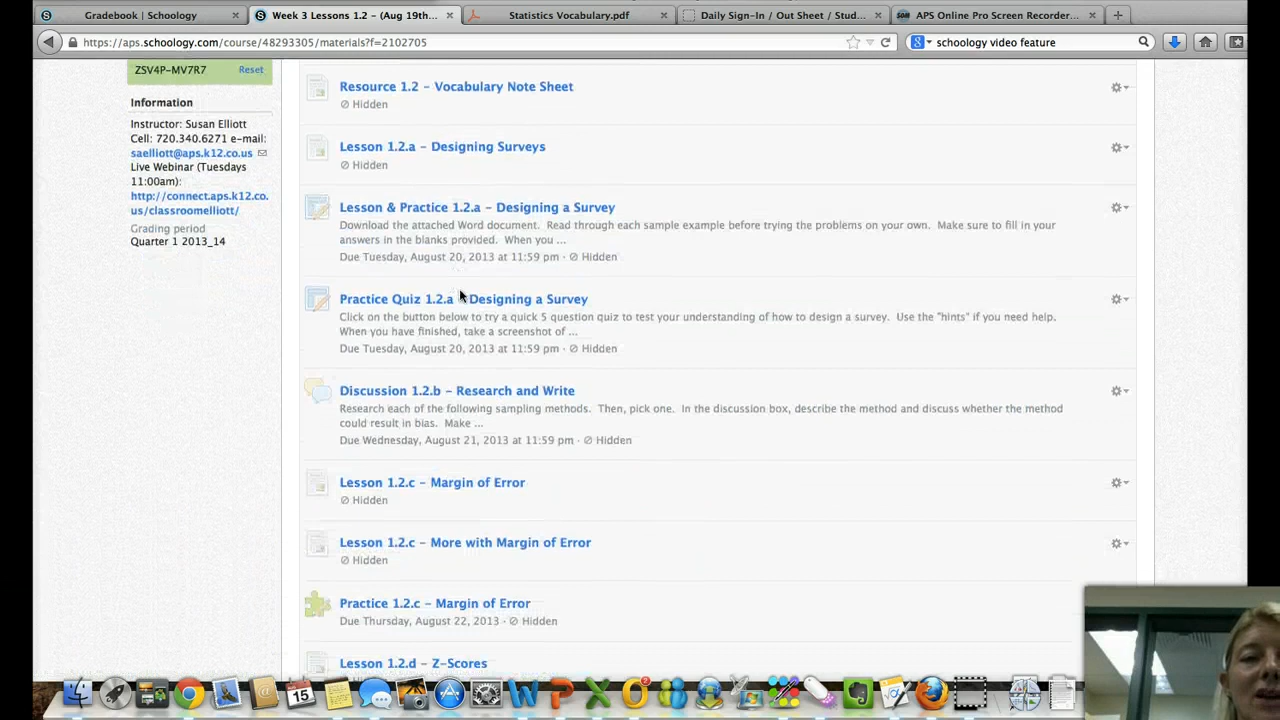 Gradebook | Schoology
Week 3 Lessons 1.2 – (Aug 19th...
Statistics Vocabulary.pdf
Daily Sign-In / Out Sheet / Stud...
APS Online Pro Screen Recorder...
https://aps.schoology.com/course/48293305/materials?f=2102705
schoology video feature
ZSV4P-MV7R7 Reset
Information
Instructor: Susan Elliott
Cell: 720.340.6271 e-mail:
saelliott@aps.k12.co.us
Live Webinar (Tuesdays
11:00am):
http://connect.aps.k12.co.
us/classroomelliott/
Grading period
Quarter 1 2013_14
Resource 1.2 – Vocabulary Note Sheet
Hidden
Lesson 1.2.a – Designing Surveys
Hidden
Lesson & Practice 1.2.a – Designing a Survey
Download the attached Word document. Read through each sample example before trying the problems on your own. Make sure to fill in your
answers in the blanks provided. When you ...
Due Tuesday, August 20, 2013 at 11:59 pm · Hidden
Practice Quiz 1.2.a – Designing a Survey
Click on the button below to try a quick 5 question quiz to test your understanding of how to design a survey. Use the "hints" if you need help.
When you have finished, take a screenshot of ...
Due Tuesday, August 20, 2013 at 11:59 pm · Hidden
Discussion 1.2.b – Research and Write
Research each of the following sampling methods. Then, pick one. In the discussion box, describe the method and discuss whether the method
could result in bias. Make ...
Due Wednesday, August 21, 2013 at 11:59 pm · Hidden
Lesson 1.2.c – Margin of Error
Hidden
Lesson 1.2.c – More with Margin of Error
Hidden
Practice 1.2.c – Margin of Error
Due Thursday, August 22, 2013 · Hidden
Lesson 1.2.d – Z-Scores
15